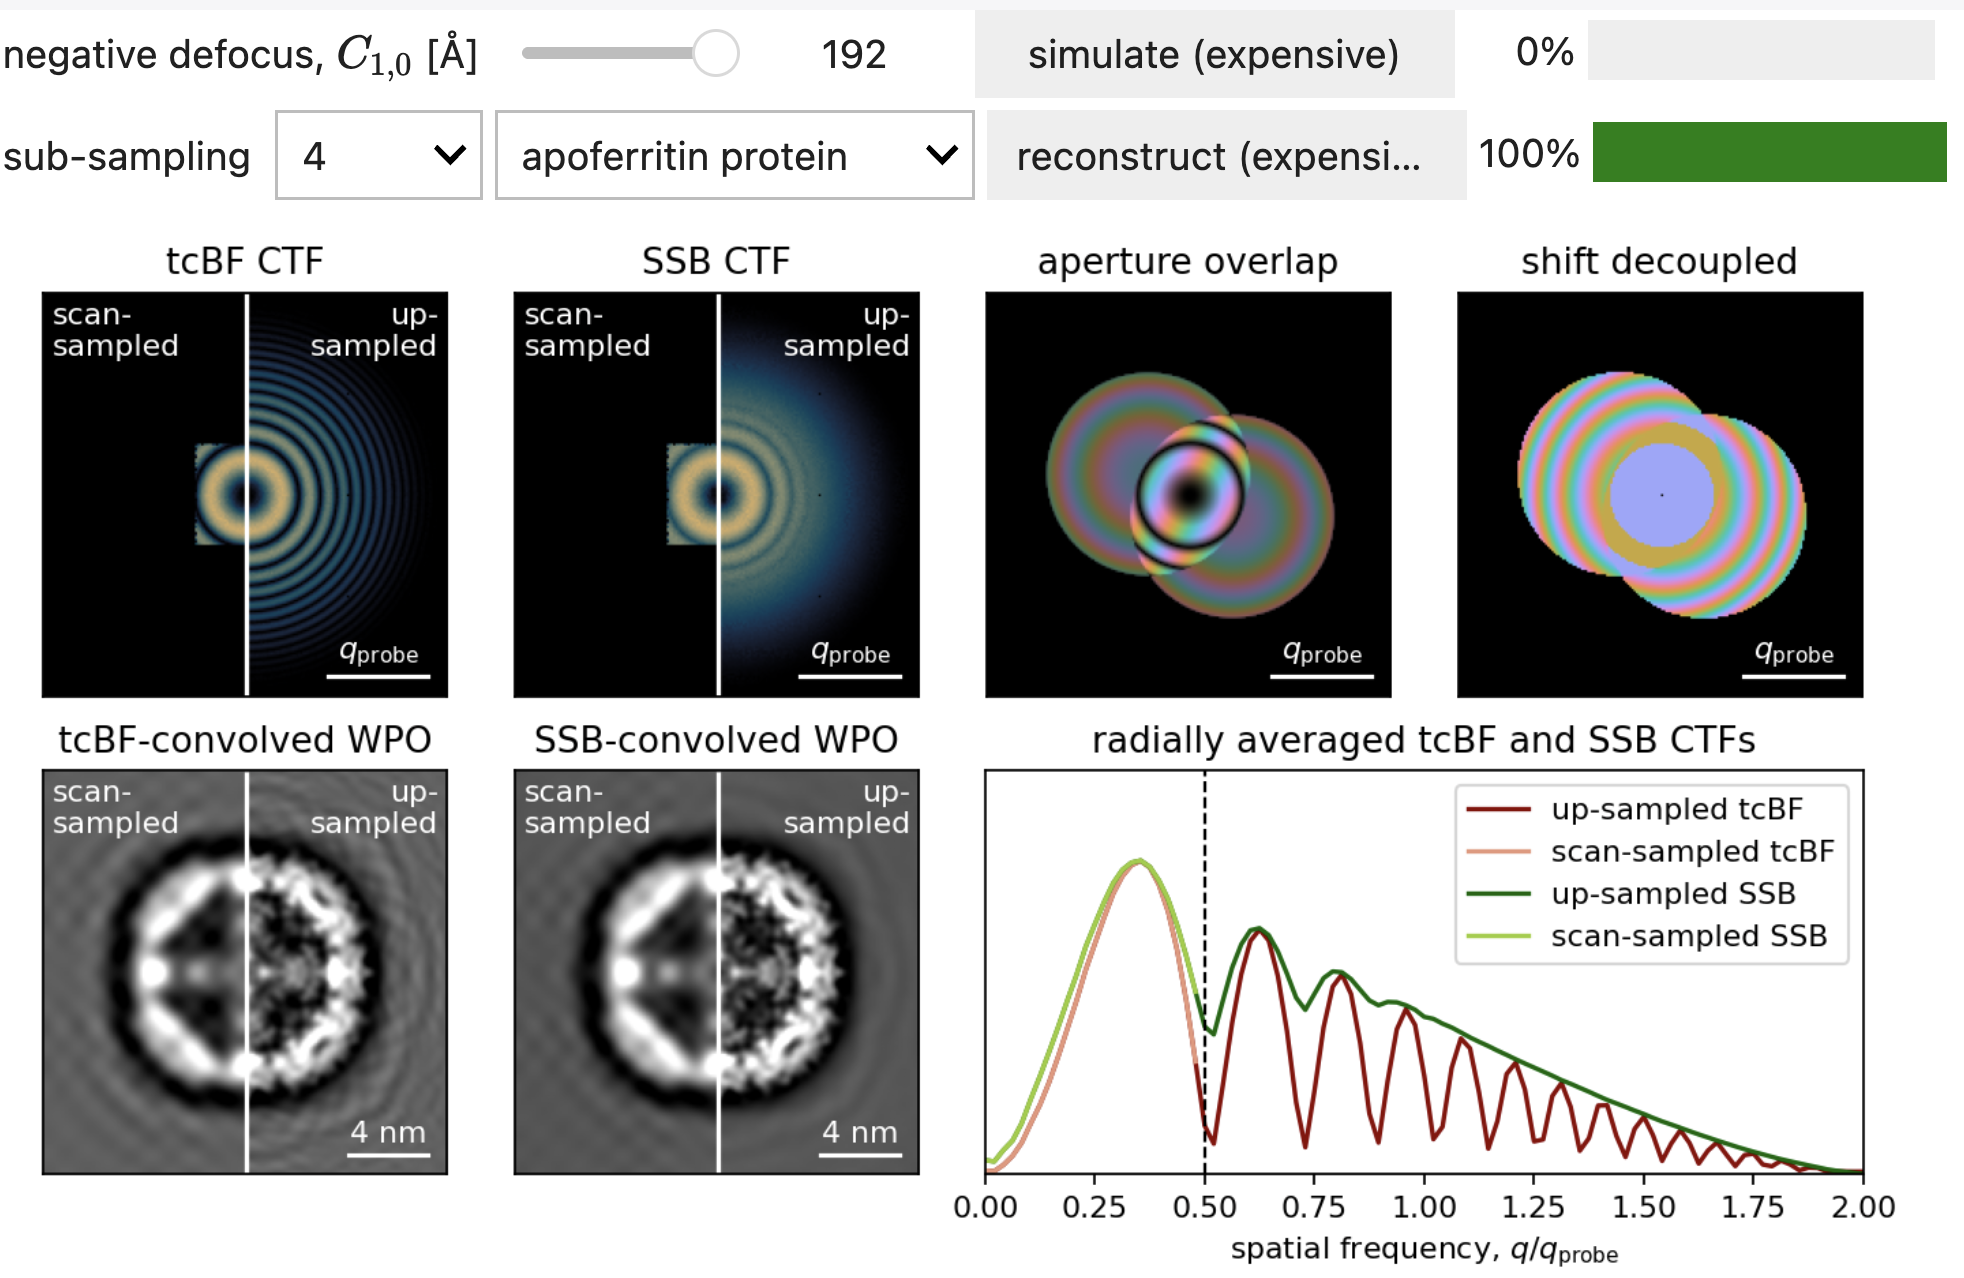 negative defocus, C1,0 [Å] 192 simulate (expensive) 0%
sub-sampling 4 apoferritin protein reconstruct (expensi... 100%
tcBF CTF
scan-
sampled
up-
sampled
qprobe
SSB CTF
scan-
sampled
up-
sampled
qprobe
aperture overlap
qprobe
shift decoupled
qprobe
tcBF-convolved WPO
scan-
sampled
up-
sampled
4 nm
SSB-convolved WPO
scan-
sampled
up-
sampled
4 nm
radially averaged tcBF and SSB CTFs
up-sampled tcBF
scan-sampled tcBF
up-sampled SSB
scan-sampled SSB
0.00 0.25 0.50 0.75 1.00 1.25 1.50 1.75 2.00
spatial frequency, q/qprobe